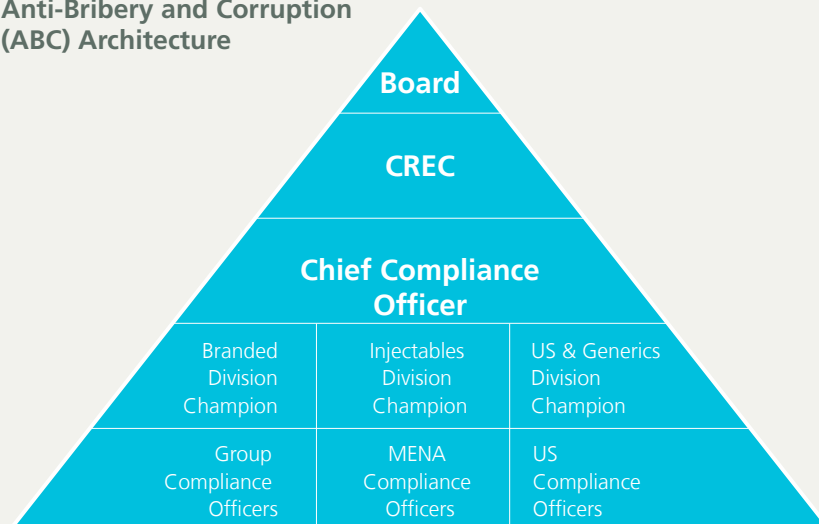 Anti-Bribery and Corruption
(ABC) Architecture
Board
CREC
Chief Compliance
Officer
Branded
Division
Champion
Injectables
Division
Champion
US & Generics
Division
Champion
Group
Compliance
Officers
MENA
Compliance
Officers
US
Compliance
Officers